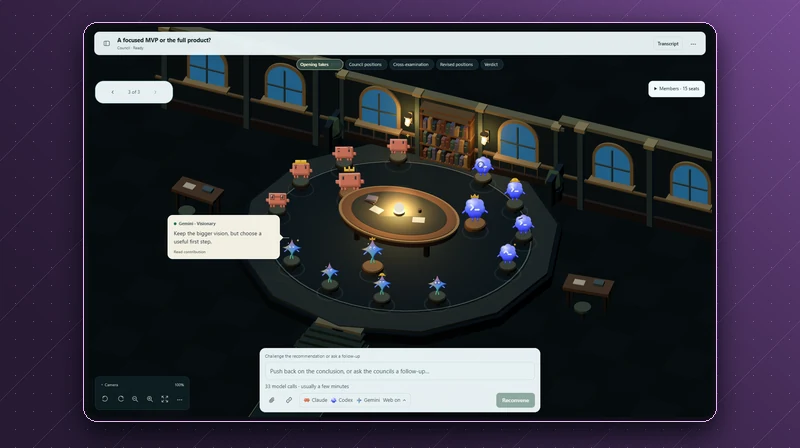 A focused MVP or the full product?
Council · Ready
Transcript
Opening takes
Council positions
Cross-examination
Revised positions
Verdict
3 of 3
Members · 15 seats
Gemini · Visionary
Keep the bigger vision, but choose a
useful first step.
Read contribution
Challenge the recommendation or ask a follow-up
Push back on the conclusion, or ask the councils a follow-up...
33 model calls · usually a few minutes
Claude
Codex
Gemini
Web on
Reconvene
Camera
100%